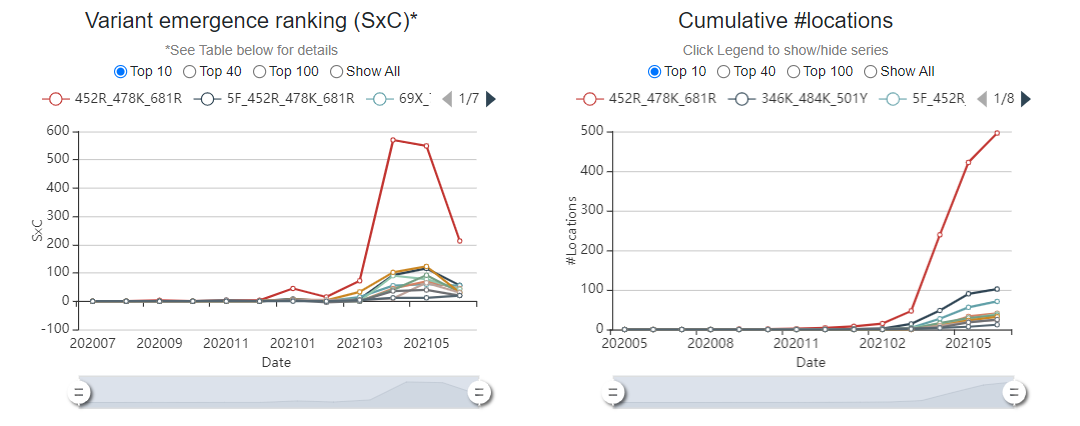 Variant emergence ranking (SxC)*
*See Table below for details
Top 10 Top 40 Top 100 Show All
452R_478K_681R 5F_452R_478K_681R 69X_ 1/7
600
500
400
300
200
100
0
-100
SxC
202007 202009 202011 202101 202103 202105
Date
Cumulative #locations
Click Legend to show/hide series
Top 10 Top 40 Top 100 Show All
452R_478K_681R 346K_484K_501Y 5F_452R_ 1/8
500
400
300
200
100
0
#Locations
202005 202008 202011 202102 202105
Date